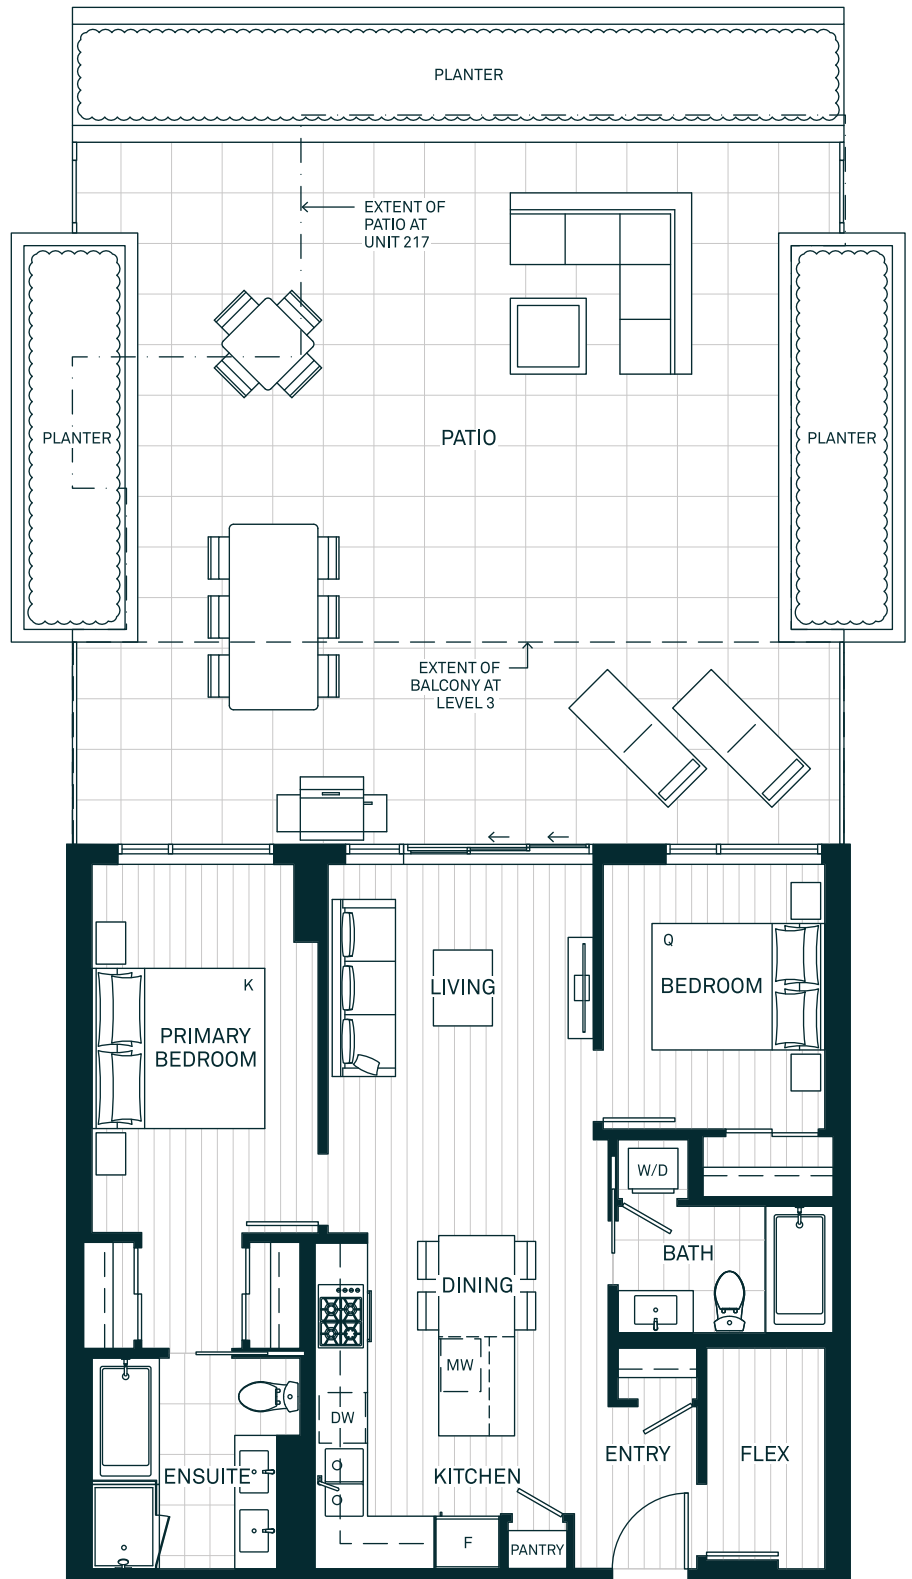 PLANTER
EXTENT OF
PATIO AT
UNIT 217
PLANTER
PATIO
PLANTER
EXTENT OF
BALCONY AT
LEVEL 3
K
PRIMARY
BEDROOM
LIVING
Q
BEDROOM
W/D
BATH
DINING
MW
DW
ENSUITE
KITCHEN
ENTRY
FLEX
F
PANTRY